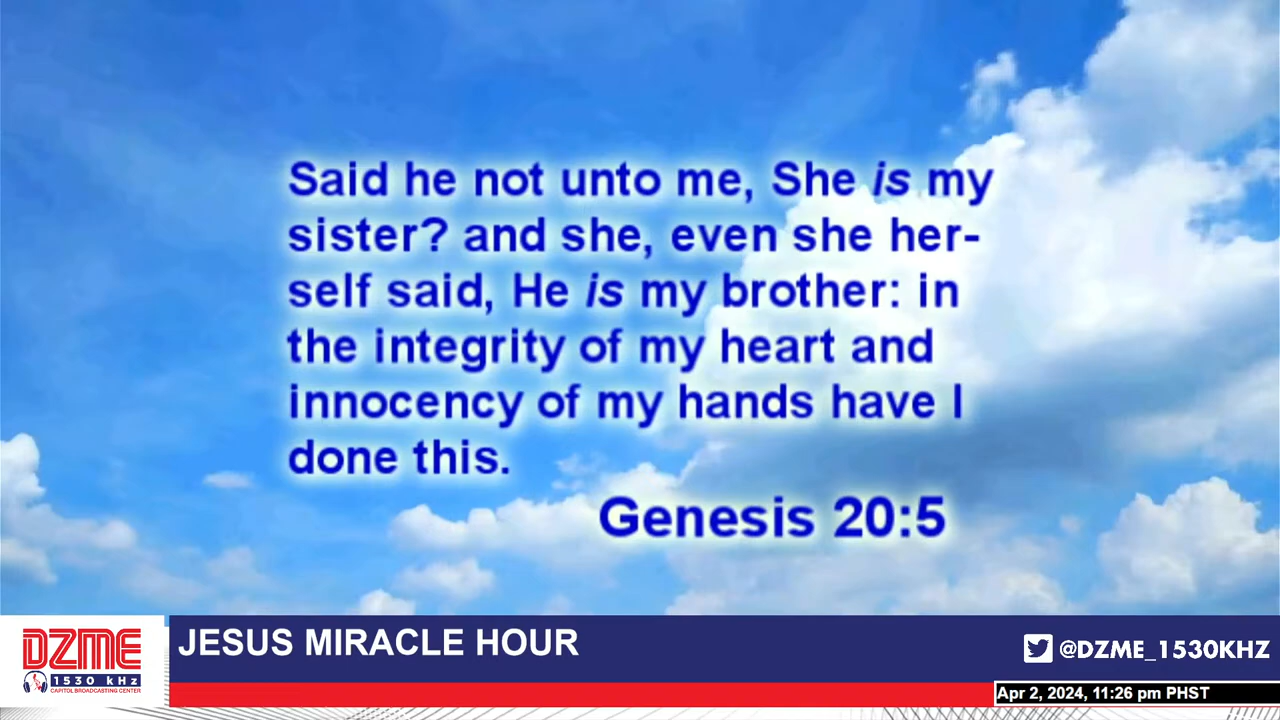 Said he not unto me, She is my
sister? and she, even she her-
self said, He is my brother: in
the integrity of my heart and
innocency of my hands have I
done this.
Genesis 20:5
DZME
1530 kHz
CAPITOL BROADCASTING CENTER
JESUS MIRACLE HOUR
@DZME_1530KHZ
Apr 2, 2024, 11:26 pm PHST